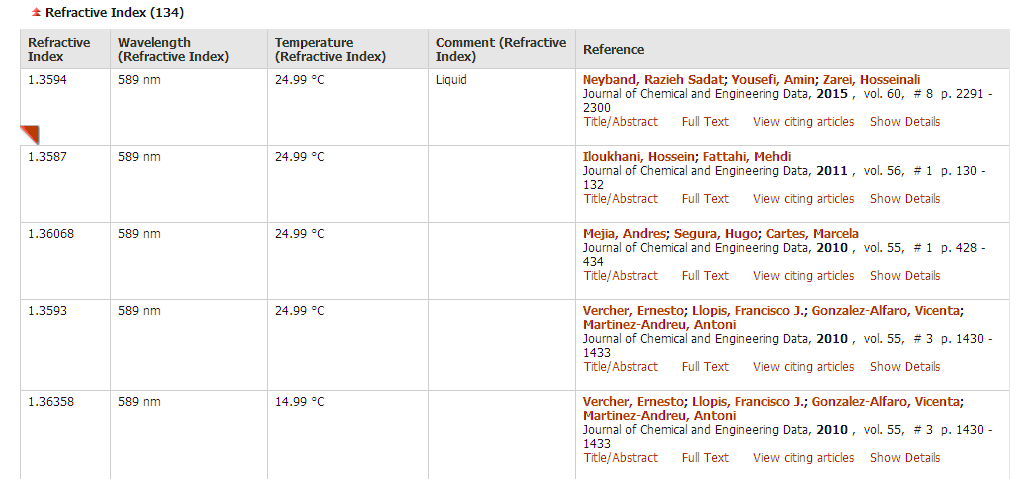 Refractive Index (134)
Refractive Index
Wavelength (Refractive Index)
Temperature (Refractive Index)
Comment (Refractive Index)
Reference
1.3594
589 nm
24.99 °C
Liquid
Neyband, Razieh Sadat; Yousefi, Amin; Zarei, Hosseinali
Journal of Chemical and Engineering Data, 2015 , vol. 60, # 8 p. 2291 -
2300
Title/Abstract Full Text View citing articles Show Details
1.3587
589 nm
24.99 °C
Iloukhani, Hossein; Fattahi, Mehdi
Journal of Chemical and Engineering Data, 2011 , vol. 56, # 1 p. 130 -
132
Title/Abstract Full Text View citing articles Show Details
1.36068
589 nm
24.99 °C
Mejia, Andres; Segura, Hugo; Cartes, Marcela
Journal of Chemical and Engineering Data, 2010 , vol. 55, # 1 p. 428 -
434
Title/Abstract Full Text View citing articles Show Details
1.3593
589 nm
24.99 °C
Vercher, Ernesto; Llopis, Francisco J.; Gonzalez-Alfaro, Vicenta;
Martinez-Andreu, Antoni
Journal of Chemical and Engineering Data, 2010 , vol. 55, # 3 p. 1430 -
1433
Title/Abstract Full Text View citing articles Show Details
1.36358
589 nm
14.99 °C
Vercher, Ernesto; Llopis, Francisco J.; Gonzalez-Alfaro, Vicenta;
Martinez-Andreu, Antoni
Journal of Chemical and Engineering Data, 2010 , vol. 55, # 3 p. 1430 -
1433
Title/Abstract Full Text View citing articles Show Details